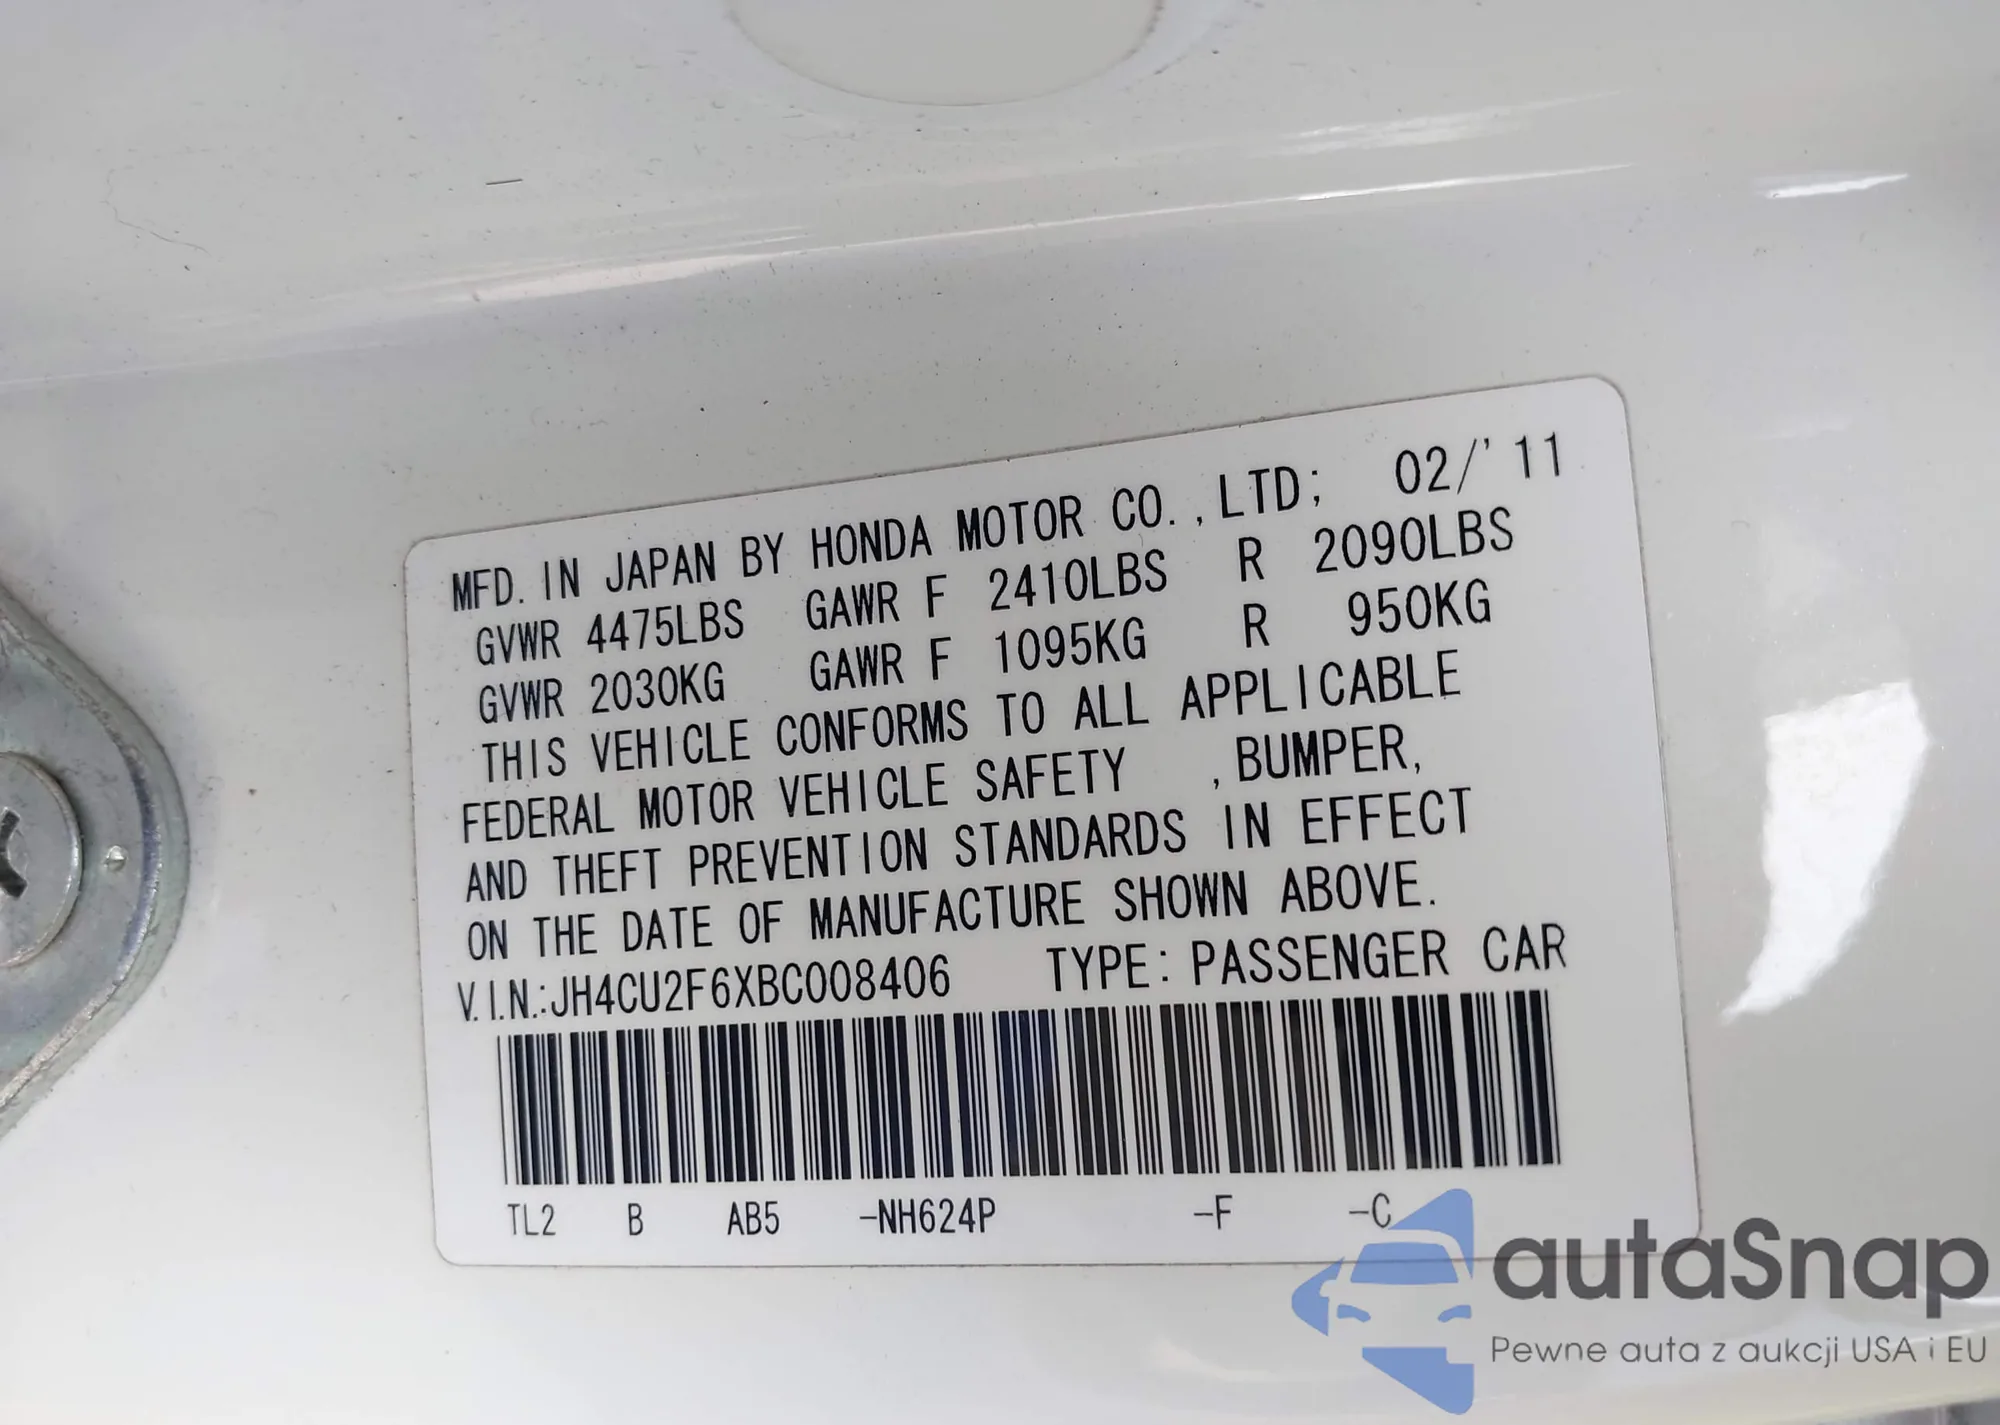 MFD. IN JAPAN BY HONDA MOTOR CO.,LTD; 02/'11
GVWR 4475LBS GAWR F 2410LBS R 2090LBS
GVWR 2030KG GAWR F 1095KG R 950KG
THIS VEHICLE CONFORMS TO ALL APPLICABLE
FEDERAL MOTOR VEHICLE SAFETY ,BUMPER,
AND THEFT PREVENTION STANDARDS IN EFFECT
ON THE DATE OF MANUFACTURE SHOWN ABOVE.
V.I.N.:JH4CU2F6XBC008406 TYPE:PASSENGER CAR
TL2 B AB5 -NH624P -F -C
autaSnap
Pewne auta z aukcji USA i EU